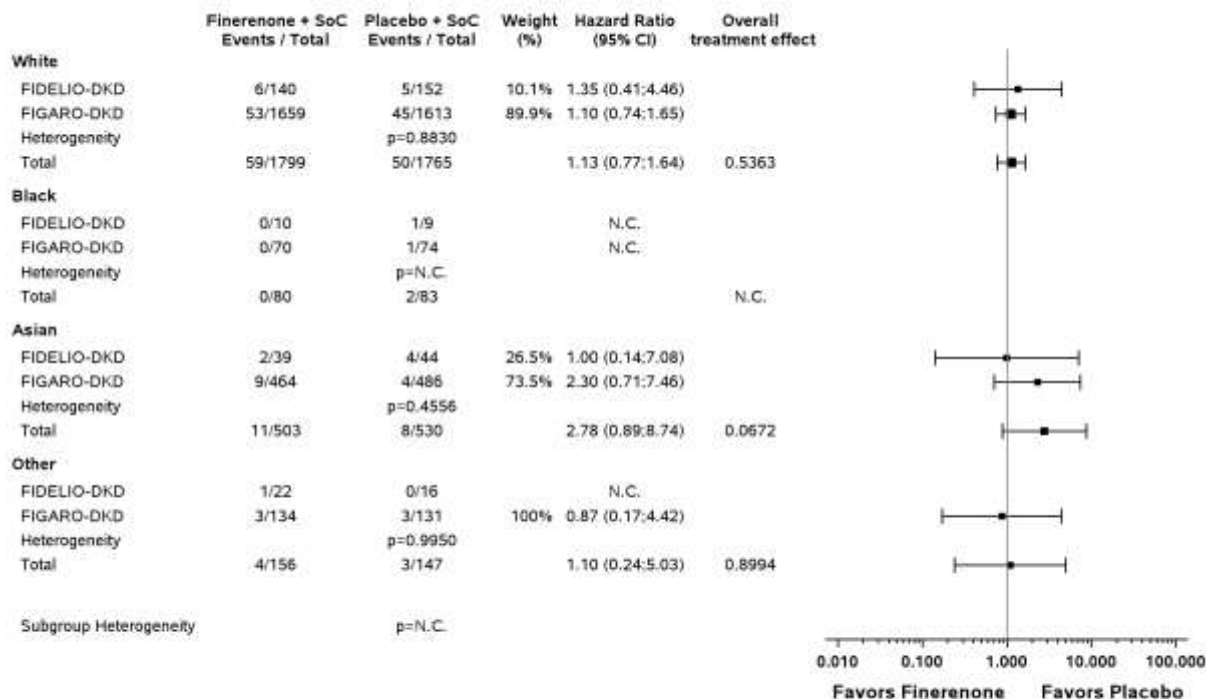 Finerenone + SoC Placebo + SoC Weight Hazard Ratio Overall
Events / Total Events / Total (%) (95% CI) treatment effect
White
FIDELIO-DKD 6/140 5/152 10.1% 1.35 (0.41;4.46)
FIGARO-DKD 53/1659 45/1613 89.9% 1.10 (0.74;1.65)
Heterogeneity p=0.8830
Total 59/1799 50/1765 1.13 (0.77;1.64) 0.5363
Black
FIDELIO-DKD 0/10 1/9 N.C.
FIGARO-DKD 0/70 1/74 N.C.
Heterogeneity p=N.C.
Total 0/80 2/83 N.C.
Asian
FIDELIO-DKD 2/39 4/44 26.5% 1.00 (0.14;7.08)
FIGARO-DKD 9/464 4/486 73.5% 2.30 (0.71;7.46)
Heterogeneity p=0.4556
Total 11/503 8/530 2.78 (0.89;8.74) 0.0672
Other
FIDELIO-DKD 1/22 0/16 N.C.
FIGARO-DKD 3/134 3/131 100% 0.87 (0.17;4.42)
Heterogeneity p=0.9950
Total 4/156 3/147 1.10 (0.24;5.03) 0.8994
Subgroup Heterogeneity p=N.C.
0.010 0.100 1.000 10.000 100.000
Favors Finerenone Favors Placebo